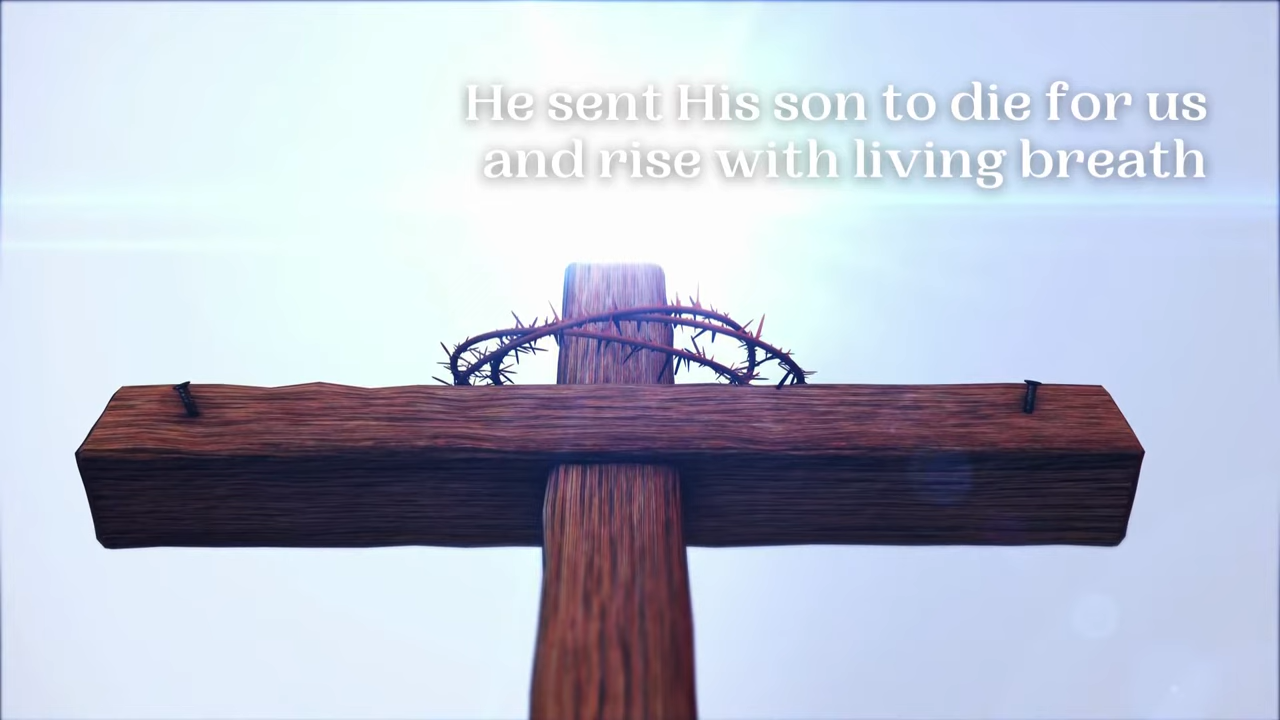 He sent His son to die for us
and rise with living breath